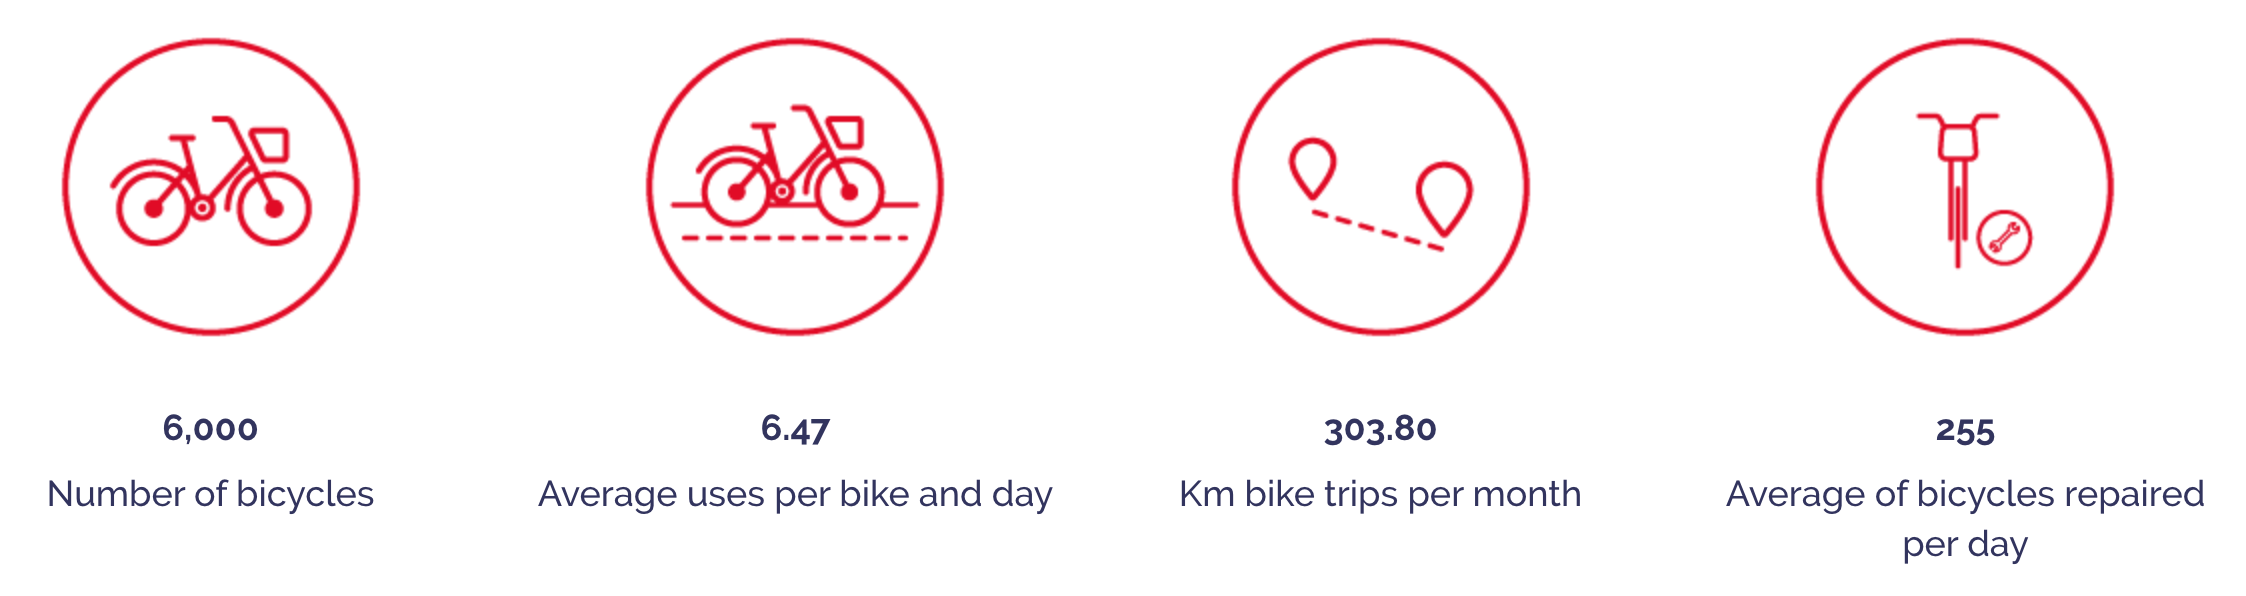 6,000
Number of bicycles
6.47
Average uses per bike and day
303.80
Km bike trips per month
255
Average of bicycles repaired
per day